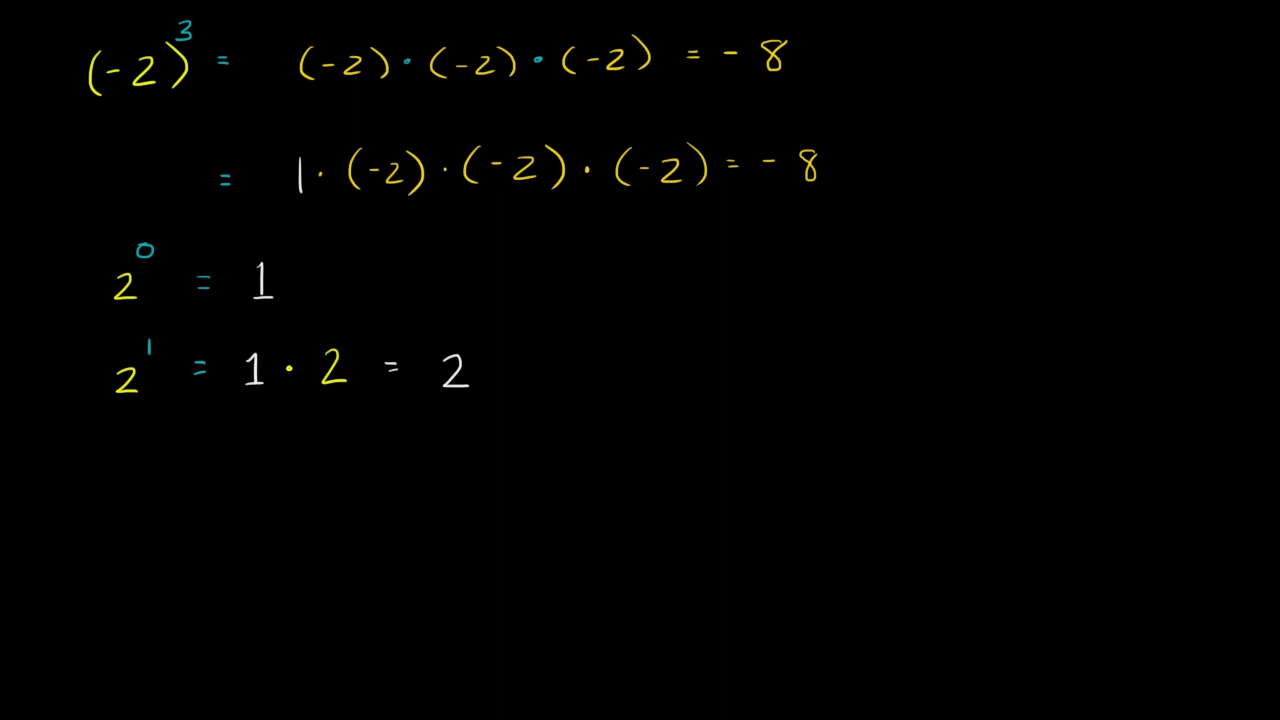 (-2)³ = (-2) · (-2) · (-2) = - 8
= 1 · (-2) · (-2) · (-2) = - 8
2⁰ = 1
2¹ = 1 · 2 = 2